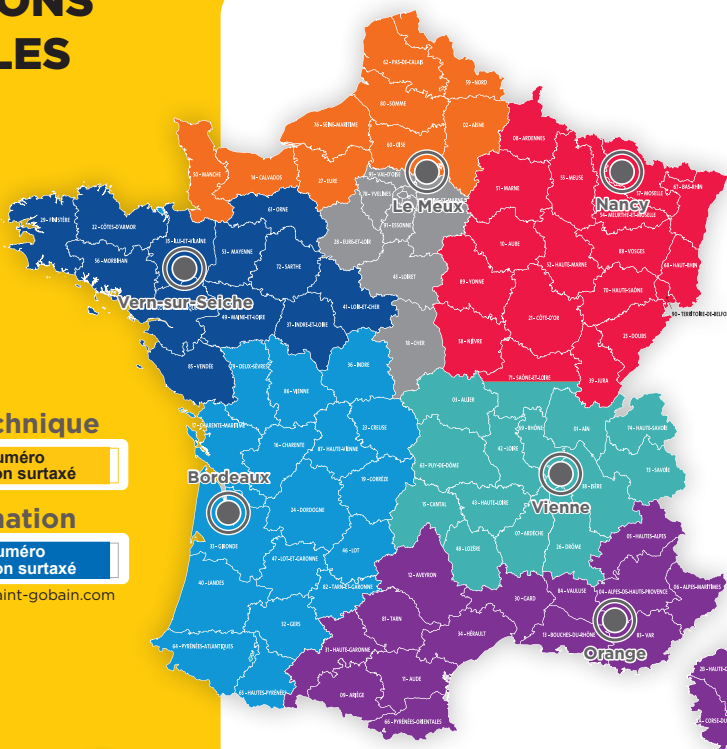 ONS
LES
chnique
uméro
on surtaxé
mation
uméro
on surtaxé
aint-gobain.com
62 - PAS-DE-CALAIS
59 - NORD
80 - SOMME
76 - SEINE-MARITIME
02 - AISNE
60 - OISE
08 - ARDENNES
50 - MANCHE
14 - CALVADOS
27 - EURE
95 - VAL-D'OISE
78 - YVELINES
Le Meux
91 - ESSONNE
51 - MARNE
55 - MEUSE
57 - MOSELLE
67 - BAS-RHIN
Nancy
54 - MEURTHE-ET-MOSELLE
61 - ORNE
29 - FINISTÈRE
22 - CÔTES-D'ARMOR
35 - ILLE-ET-VILAINE
28 - EURE-ET-LOIR
10 - AUBE
88 - VOSGES
56 - MORBIHAN
53 - MAYENNE
72 - SARTHE
52 - HAUTE-MARNE
68 - HAUT-RHIN
45 - LOIRET
89 - YONNE
70 - HAUTE-SAÔNE
Vern-sur-Seiche
41 - LOIR-ET-CHER
49 - MAINE-ET-LOIRE
37 - INDRE-ET-LOIRE
21 - CÔTE-D'OR
90 - TERRITOIRE-DE-BELFO
25 - DOUBS
18 - CHER
58 - NIÈVRE
85 - VENDÉE
79 - DEUX-SÈVRES
36 - INDRE
71 - SAÔNE-ET-LOIRE
39 - JURA
86 - VIENNE
03 - ALLIER
17 - CHARENTE-MARITIME
23 - CREUSE
69 - RHÔNE
01 - AIN
74 - HAUTE-SAVOIE
16 - CHARENTE
87 - HAUTE-VIENNE
42 - LOIRE
63 - PUY-DE-DÔME
73 - SAVOIE
Bordeaux
19 - CORRÈZE
38 - ISÈRE
24 - DORDOGNE
15 - CANTAL
43 - HAUTE-LOIRE
Vienne
33 - GIRONDE
07 - ARDÈCHE
26 - DRÔME
05 - HAUTES-ALPES
47 - LOT-ET-GARONNE
46 - LOT
48 - LOZÈRE
40 - LANDES
82 - TARN-ET-GARONNE
12 - AVEYRON
30 - GARD
84 - VAUCLUSE
04 - ALPES-DE-HAUTE-PROVENCE
06 - ALPES-MARITIMES
32 - GERS
81 - TARN
34 - HÉRAULT
13 - BOUCHES-DU-RHÔNE
83 - VAR
64 - PYRÉNÉES-ATLANTIQUES
31 - HAUTE-GARONNE
Orange
65 - HAUTES-PYRÉNÉES
09 - ARIÈGE
11 - AUDE
2B - HAUTE-C
66 - PYRÉNÉES-ORIENTALES
CORSE-DU